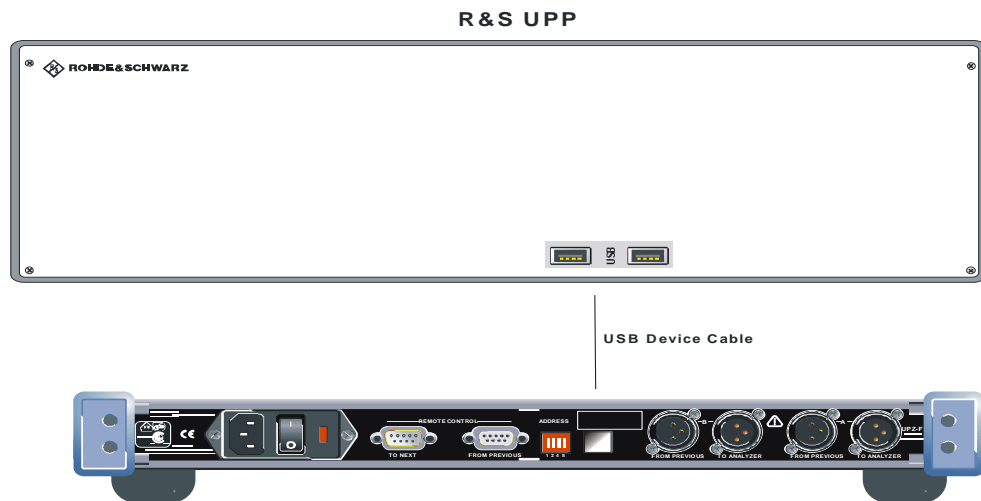 R&S UPP
ROHDE&SCHWARZ
USB
USB Device Cable
REMOTE CONTROL
ADDRESS
B
A
UPZ-F
CE
O
1 2 4 8
TO NEXT
FROM PREVIOUS
FROM PREVIOUS
TO ANALYZER
FROM PREVIOUS
TO ANALYZER